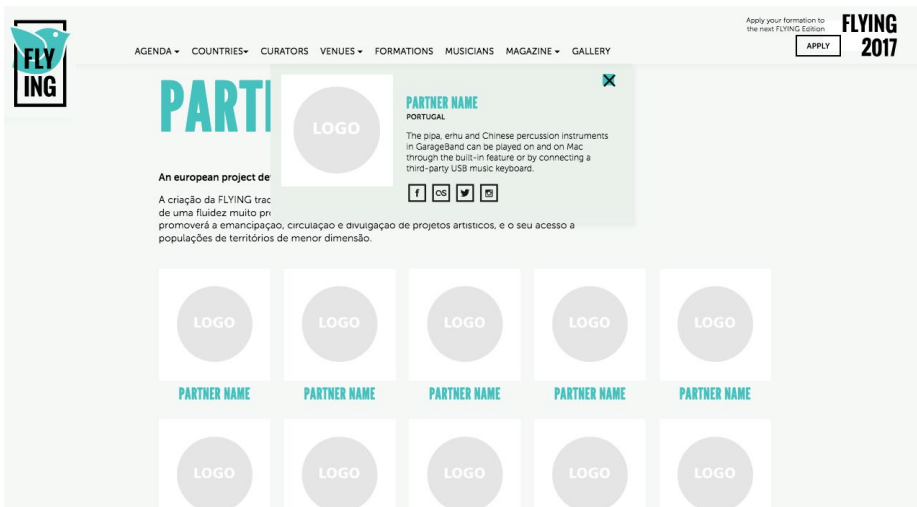 FLY
ING
AGENDA COUNTRIES CURATORS VENUES FORMATIONS MUSICIANS MAGAZINE GALLERY
Apply your formation to
the next FLYING Edition
APPLY
FLYING
2017
PART
LOGO
PARTNER NAME
PORTUGAL
The pipa, erhu and Chinese percussion instruments
in GarageBand can be played on and on Mac
through the built-in feature or by connecting a
third-party USB music keyboard.
An european project
A criação da FLYING
de uma fluidez muito
promoverá a emancipação, circulação e divulgação de projetos artísticos, e o seu acesso a
populações de territórios de menor dimensão.
LOGO LOGO LOGO LOGO LOGO
PARTNER NAME PARTNER NAME PARTNER NAME PARTNER NAME PARTNER NAME
LOGO LOGO LOGO LOGO LOGO